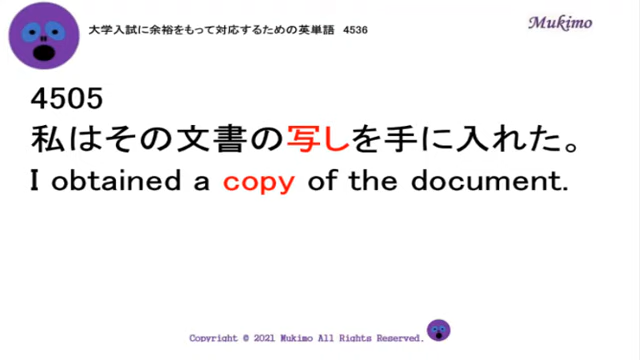 大学入試に余裕をもって対応するための英単語 4536
Mukimo
4505
私はその文書の写しを手に入れた。
I obtained a copy of the document.
Copyright © 2021 Mukimo All Rights Reserved.